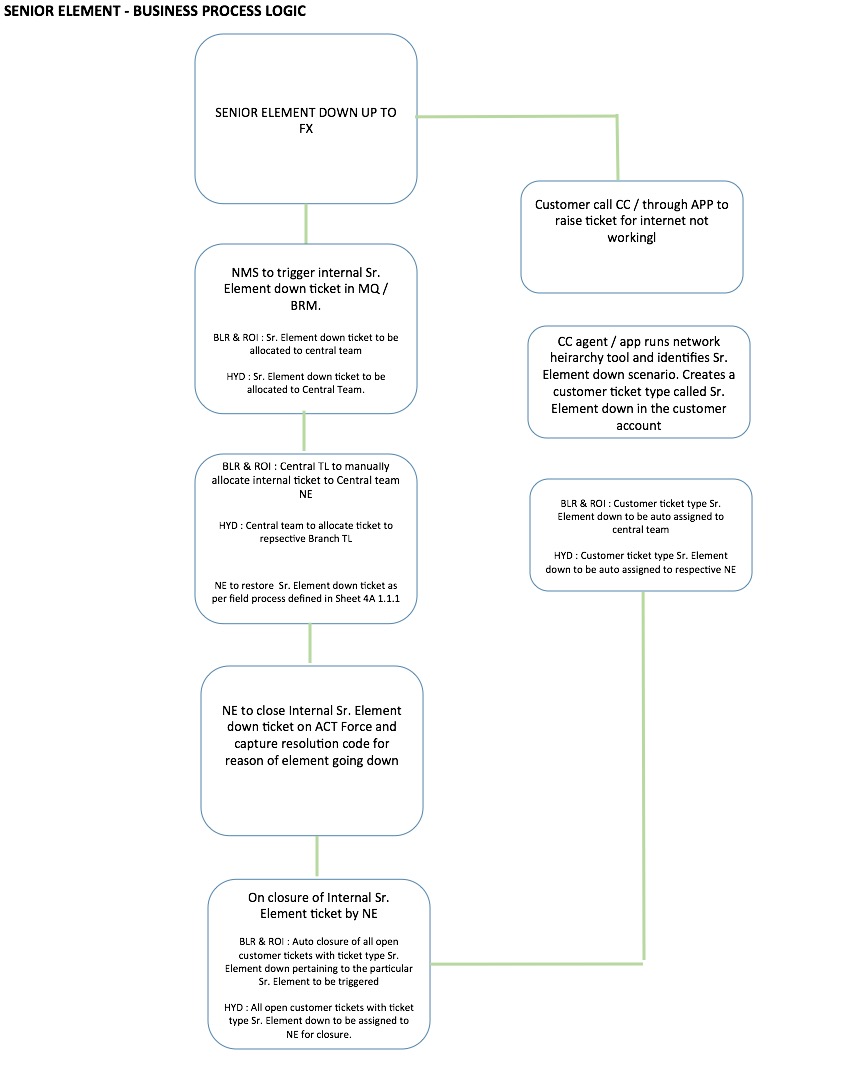 SENIOR ELEMENT - BUSINESS PROCESS LOGIC
SENIOR ELEMENT DOWN UP TO
FX
Customer call CC / through APP to
raise ticket for internet not
workingl
NMS to trigger internal Sr.
Element down ticket in MQ /
BRM.
BLR & ROI : Sr. Element down ticket to be
allocated to central team
HYD : Sr. Element down ticket to be
allocated to Central Team.
CC agent / app runs network
heirarchy tool and identifies Sr.
Element down scenario. Creates a
customer ticket type called Sr.
Element down in the customer
account
BLR & ROI : Central TL to manually
allocate internal ticket to Central team
NE
HYD : Central team to allocate ticket to
repsective Branch TL
NE to restore  Sr. Element down ticket as
per field process defined in Sheet 4A 1.1.1
BLR & ROI : Customer ticket type Sr.
Element down to be auto assigned to
central team
HYD : Customer ticket type Sr. Element
down to be auto assigned to respective NE
NE to close Internal Sr. Element
down ticket on ACT Force and
capture resolution code for
reason of element going down
On closure of Internal Sr.
Element ticket by NE
BLR & ROI : Auto closure of all open
customer tickets with ticket type Sr.
Element down pertaining to the particular
Sr. Element to be triggered
HYD : All open customer tickets with ticket
type Sr. Element down to be assigned to
NE for closure.